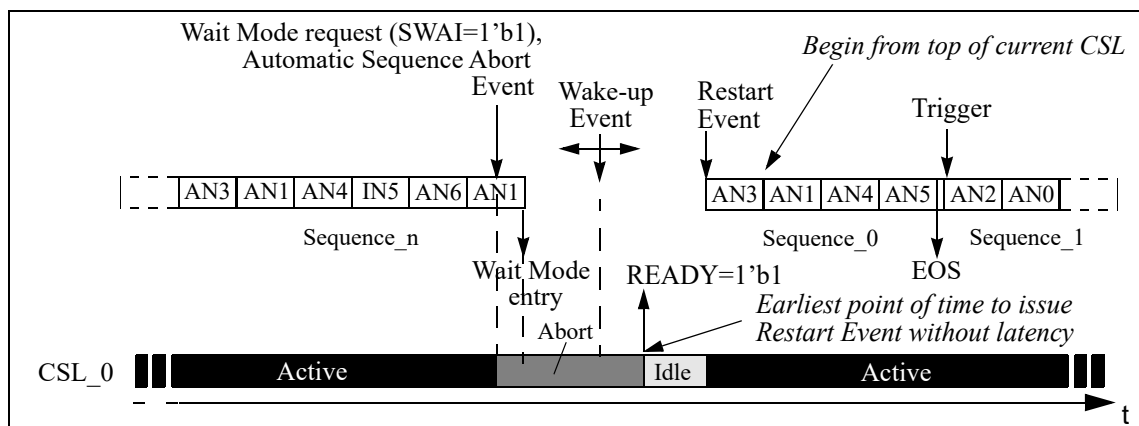 Wait Mode request (SWAI=1’b1),
Automatic Sequence Abort
Event
Wake-up
Event
Restart
Event
Begin from top of current CSL
Trigger
AN3 AN1 AN4 IN5 AN6 AN1
AN3 AN1 AN4 AN5 AN2 AN0
Sequence_n
Sequence_0
Sequence_1
Wait Mode
entry
READY=1’b1
EOS
Earliest point of time to issue
Restart Event without latency
Abort
CSL_0
Active
Idle
Active
t